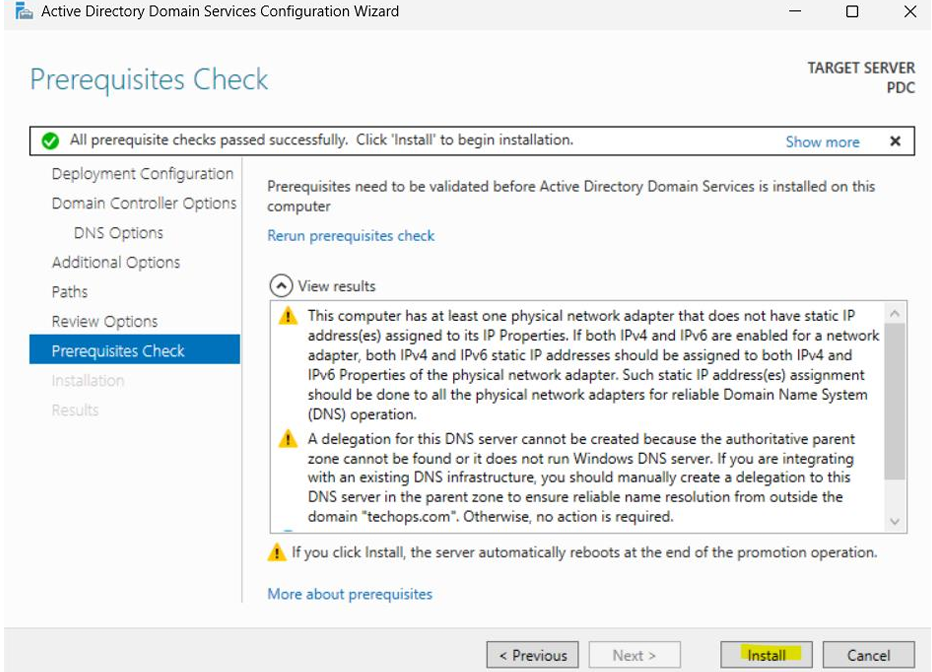 Active Directory Domain Services Configuration Wizard
Prerequisites Check
TARGET SERVER
PDC
All prerequisite checks passed successfully. Click 'Install' to begin installation.
Show more
Deployment Configuration
Domain Controller Options
DNS Options
Additional Options
Paths
Review Options
Prerequisites Check
Installation
Results
Prerequisites need to be validated before Active Directory Domain Services is installed on this
computer
Rerun prerequisites check
View results
This computer has at least one physical network adapter that does not have static IP
address(es) assigned to its IP Properties. If both IPv4 and IPv6 are enabled for a network
adapter, both IPv4 and IPv6 static IP addresses should be assigned to both IPv4 and
IPv6 Properties of the physical network adapter. Such static IP address(es) assignment
should be done to all the physical network adapters for reliable Domain Name System
(DNS) operation.
A delegation for this DNS server cannot be created because the authoritative parent
zone cannot be found or it does not run Windows DNS server. If you are integrating
with an existing DNS infrastructure, you should manually create a delegation to this
DNS server in the parent zone to ensure reliable name resolution from outside the
domain "techops.com". Otherwise, no action is required.
If you click Install, the server automatically reboots at the end of the promotion operation.
More about prerequisites
< Previous
Next >
Install
Cancel